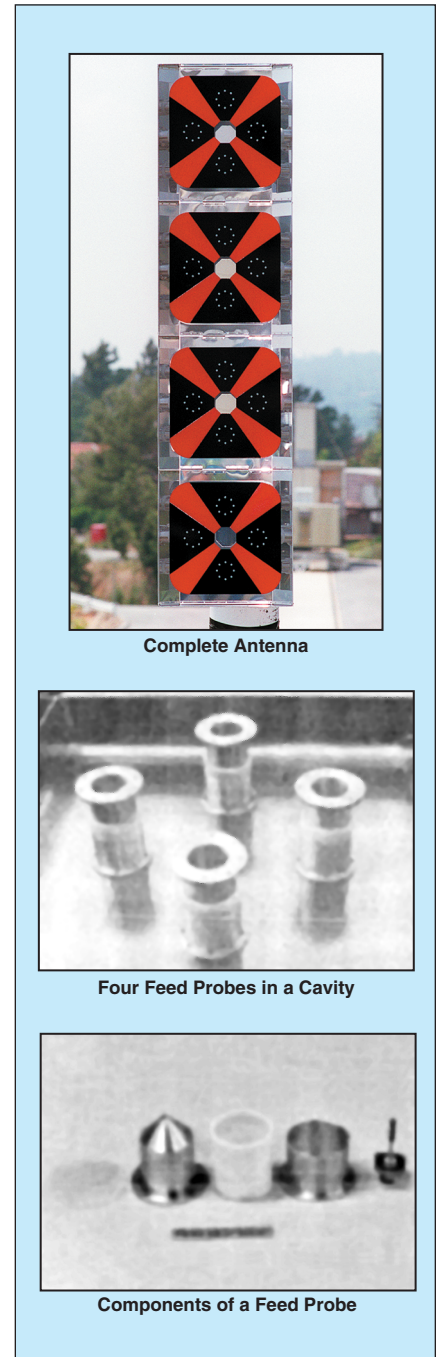 Complete Antenna
Four Feed Probes in a Cavity
Components of a Feed Probe